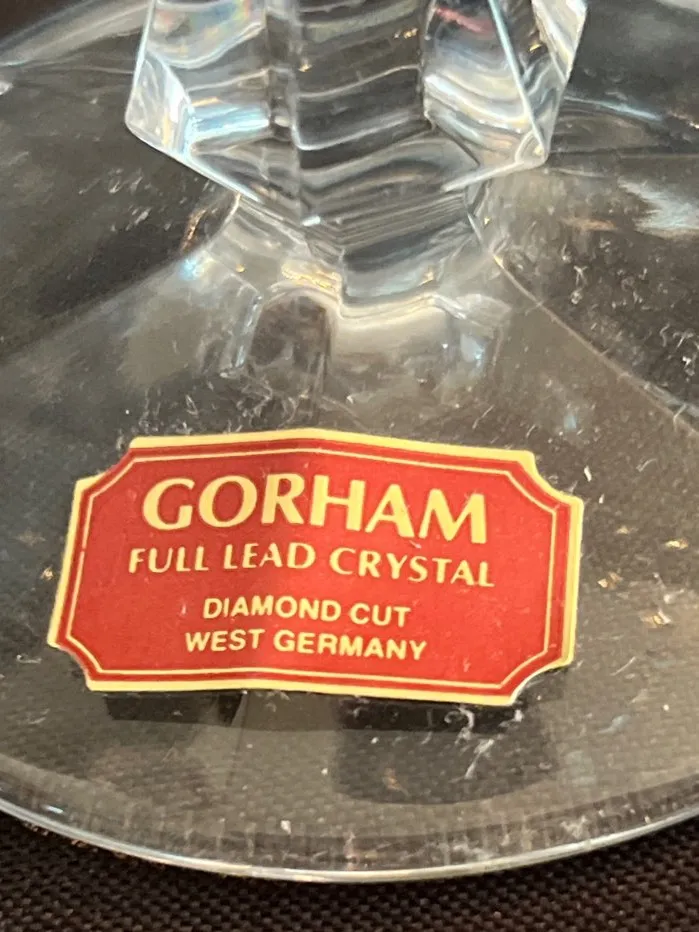 GORHAM
FULL LEAD CRYSTAL
DIAMOND CUT
WEST GERMANY